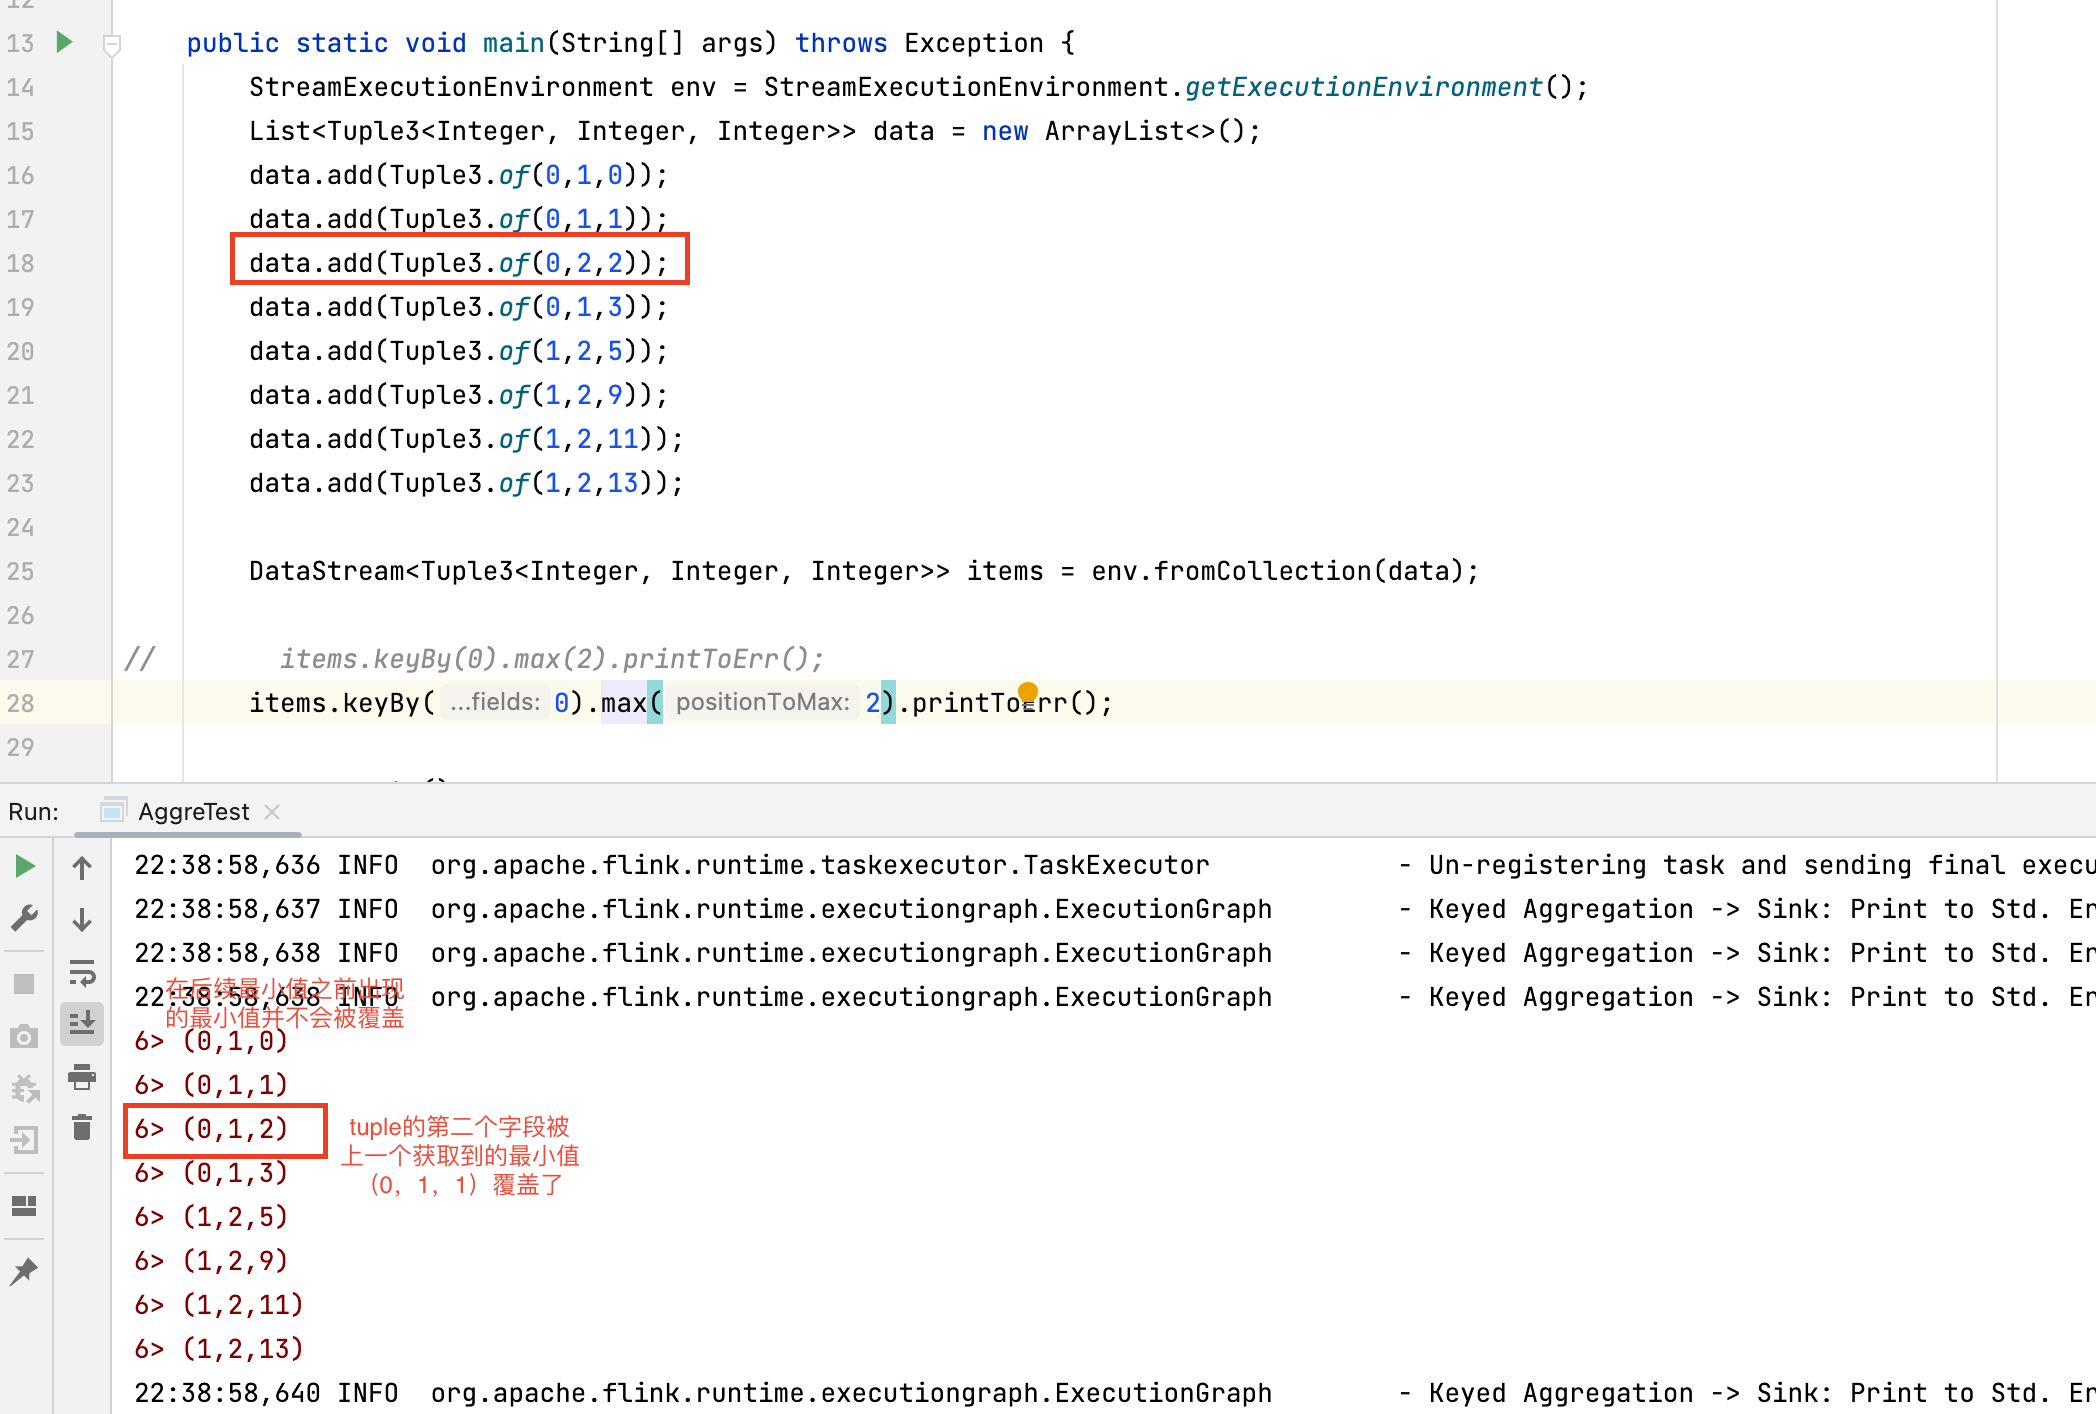 12
13 public static void main(String[] args) throws Exception {
14 StreamExecutionEnvironment env = StreamExecutionEnvironment.getExecutionEnvironment();
15 List<Tuple3<Integer, Integer, Integer>> data = new ArrayList<>();
16 data.add(Tuple3.of(0,1,0));
17 data.add(Tuple3.of(0,1,1));
18 data.add(Tuple3.of(0,2,2));
19 data.add(Tuple3.of(0,1,3));
20 data.add(Tuple3.of(1,2,5));
21 data.add(Tuple3.of(1,2,9));
22 data.add(Tuple3.of(1,2,11));
23 data.add(Tuple3.of(1,2,13));
24
25 DataStream<Tuple3<Integer, Integer, Integer>> items = env.fromCollection(data);
26
27 // items.keyBy(0).max(2).printToErr();
28 items.keyBy( ...fields: 0).max( positionToMax: 2).printToErr();
29
Run: AggreTest
22:38:58,636 INFO org.apache.flink.runtime.taskexecutor.TaskExecutor - Un-registering task and sending final execu
22:38:58,637 INFO org.apache.flink.runtime.executiongraph.ExecutionGraph - Keyed Aggregation -> Sink: Print to Std. Er
22:38:58,638 INFO org.apache.flink.runtime.executiongraph.ExecutionGraph - Keyed Aggregation -> Sink: Print to Std. Er
22:38:58,638 INFO org.apache.flink.runtime.executiongraph.ExecutionGraph - Keyed Aggregation -> Sink: Print to Std. Er
在后续最小值之前出现
的最小值并不会被覆盖
6> (0,1,0)
6> (0,1,1)
6> (0,1,2)
tuple的第二个字段被
上一个获取到的最小值
（0，1，1）覆盖了
6> (0,1,3)
6> (1,2,5)
6> (1,2,9)
6> (1,2,11)
6> (1,2,13)
22:38:58,640 INFO org.apache.flink.runtime.executiongraph.ExecutionGraph - Keyed Aggregation -> Sink: Print to Std. Er